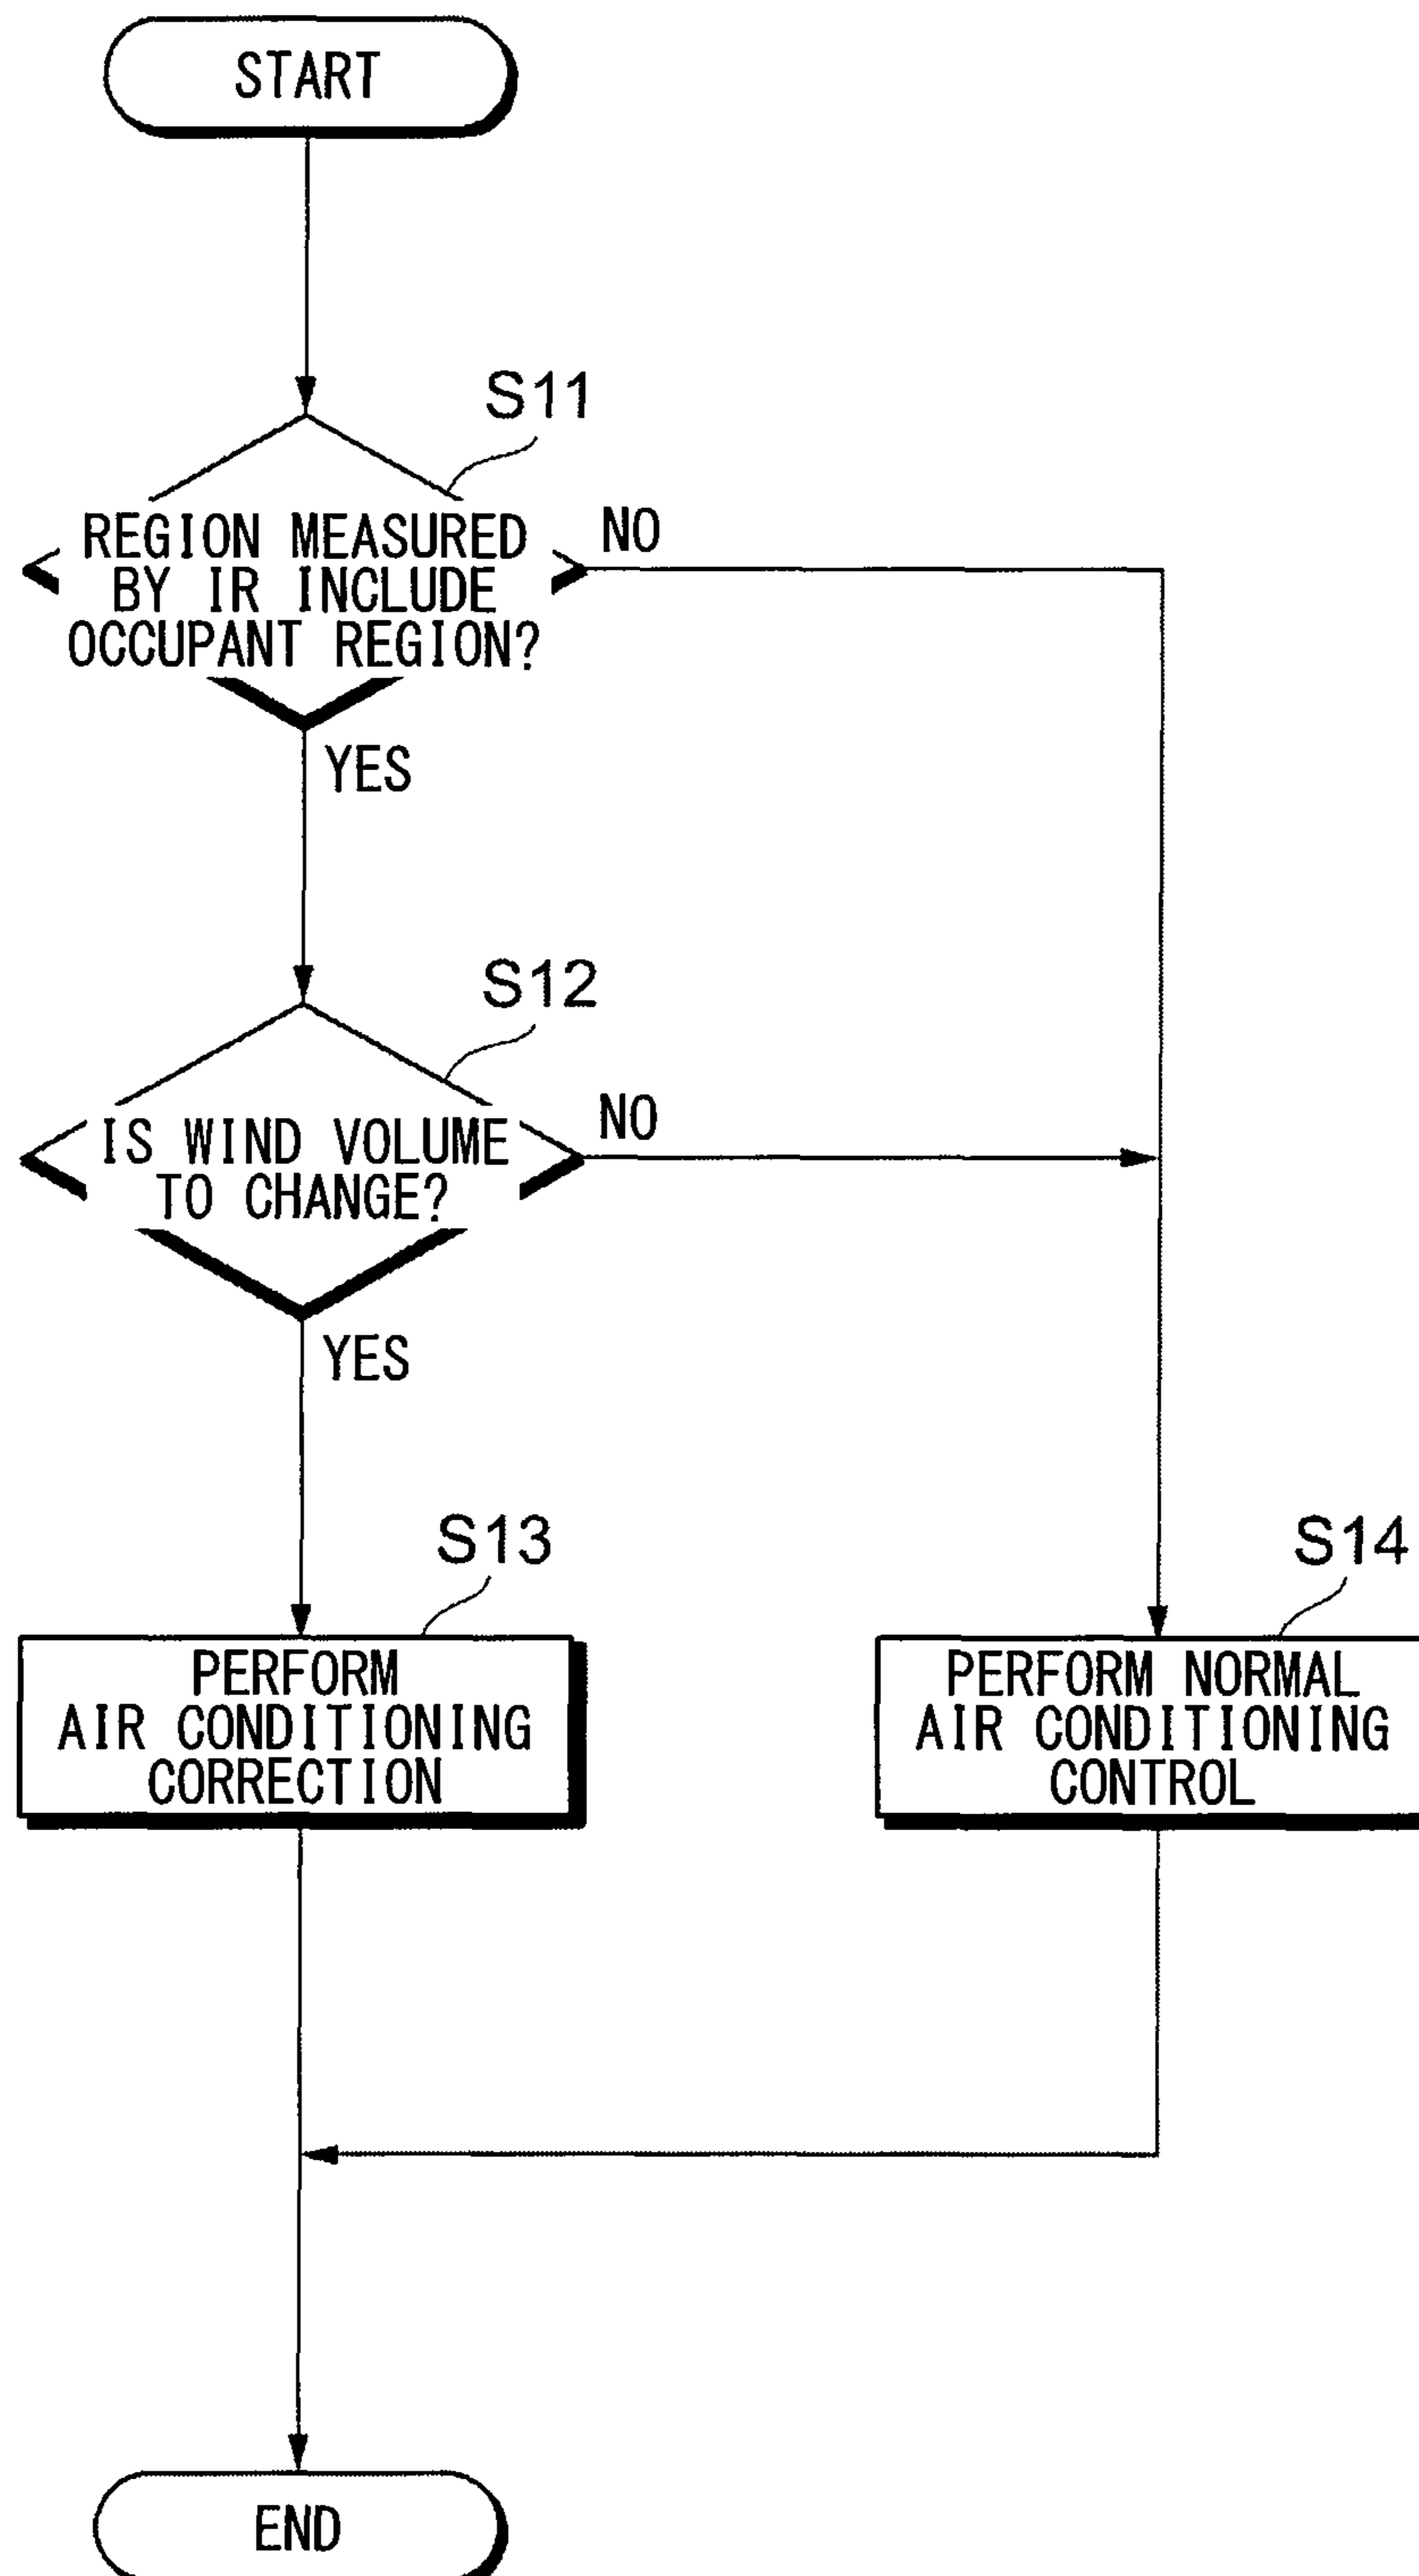 START
S11
REGION MEASURED
BY IR INCLUDE
OCCUPANT REGION?
NO
YES
S12
IS WIND VOLUME
TO CHANGE?
NO
YES
S13
PERFORM
AIR CONDITIONING
CORRECTION
S14
PERFORM NORMAL
AIR CONDITIONING
CONTROL
END